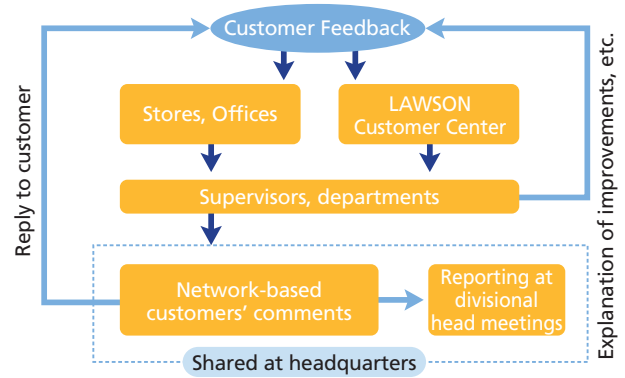 Customer Feedback
Stores, Offices
LAWSON
Customer Center
Supervisors, departments
Network-based
customers’ comments
Reporting at
divisional
head meetings
Shared at headquarters
Reply to customer
Explanation of improvements, etc.